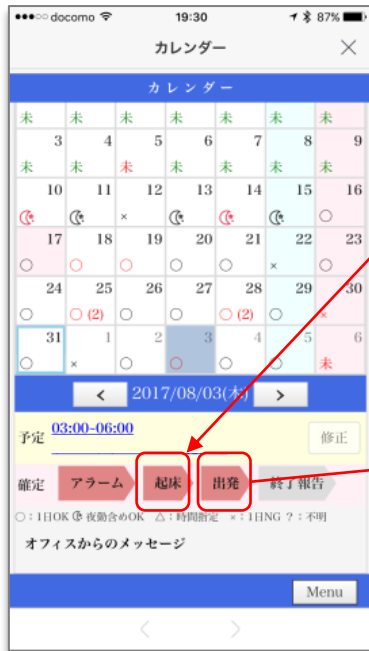 docomo 19:30 87%
カレンダー ×
カレンダー
未 未 未 未 未 未 未
3 4 5 6 7 8 9
未 未 未 未 未 未 未
10 11 12 13 14 15 16
× ○
17 18 19 20 21 22 23
○ ○ ○ ○ ○ × ○
24 25 26 27 28 29 30
○ ○ (2) ○ ○ ○ (2) ○ ×
31 1 2 3 4 5 6
○ × ○ ○ ○ ○ 未
< 2017/08/03(木) >
予定 03:00-06:00 修正
確定 アラーム 起床 出発 終了報告
○:1日OK 夜勤含めOK △:時間指定 ×:1日NG ?:不明
オフィスからのメッセージ
Menu
< >